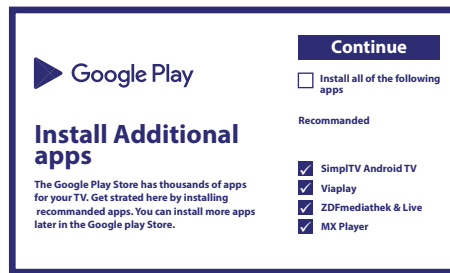 Google Play
Install Additional
apps
The Google Play Store has thousands of apps
for your TV. Get strated here by installing
recommanded apps. You can install more apps
later in the Google play Store.
Continue
Install all of the following
apps
Recommanded
SimplTV Android TV
Viaplay
ZDFmediathek & Live
MX Player